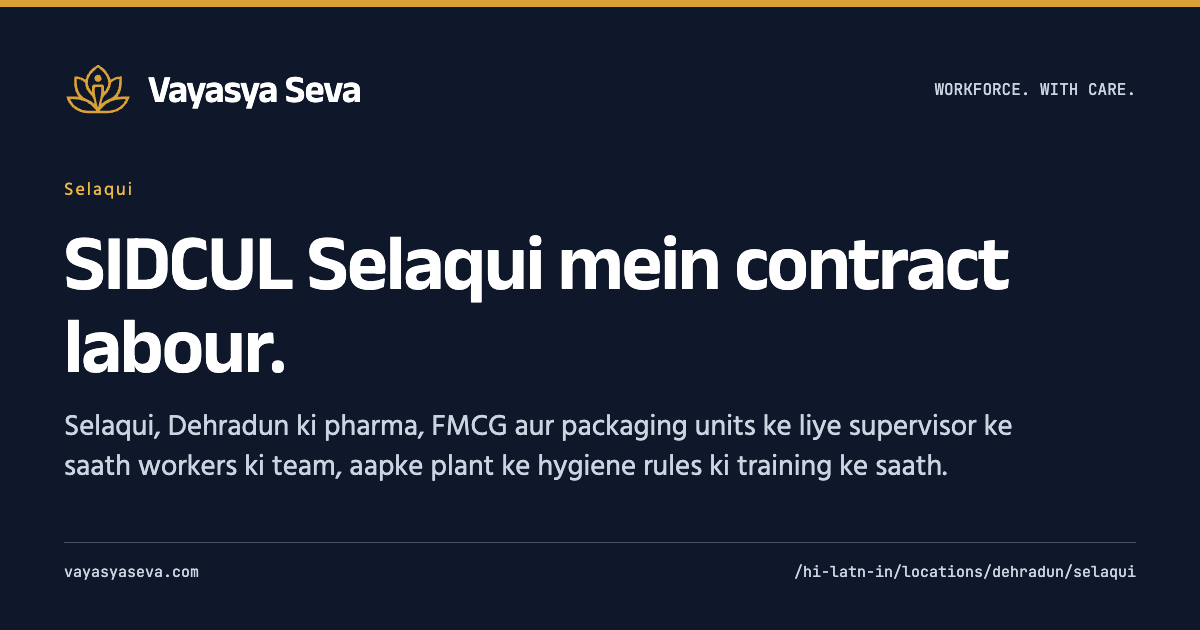 Vayasya Seva
WORKFORCE. WITH CARE.
Selaqui
SIDCUL Selaqui mein contract
labour.
Selaqui, Dehradun ki pharma, FMCG aur packaging units ke liye supervisor ke
saath workers ki team, aapke plant ke hygiene rules ki training ke saath.
vayasyaseva.com
/hi-latn-in/locations/dehradun/selaqui